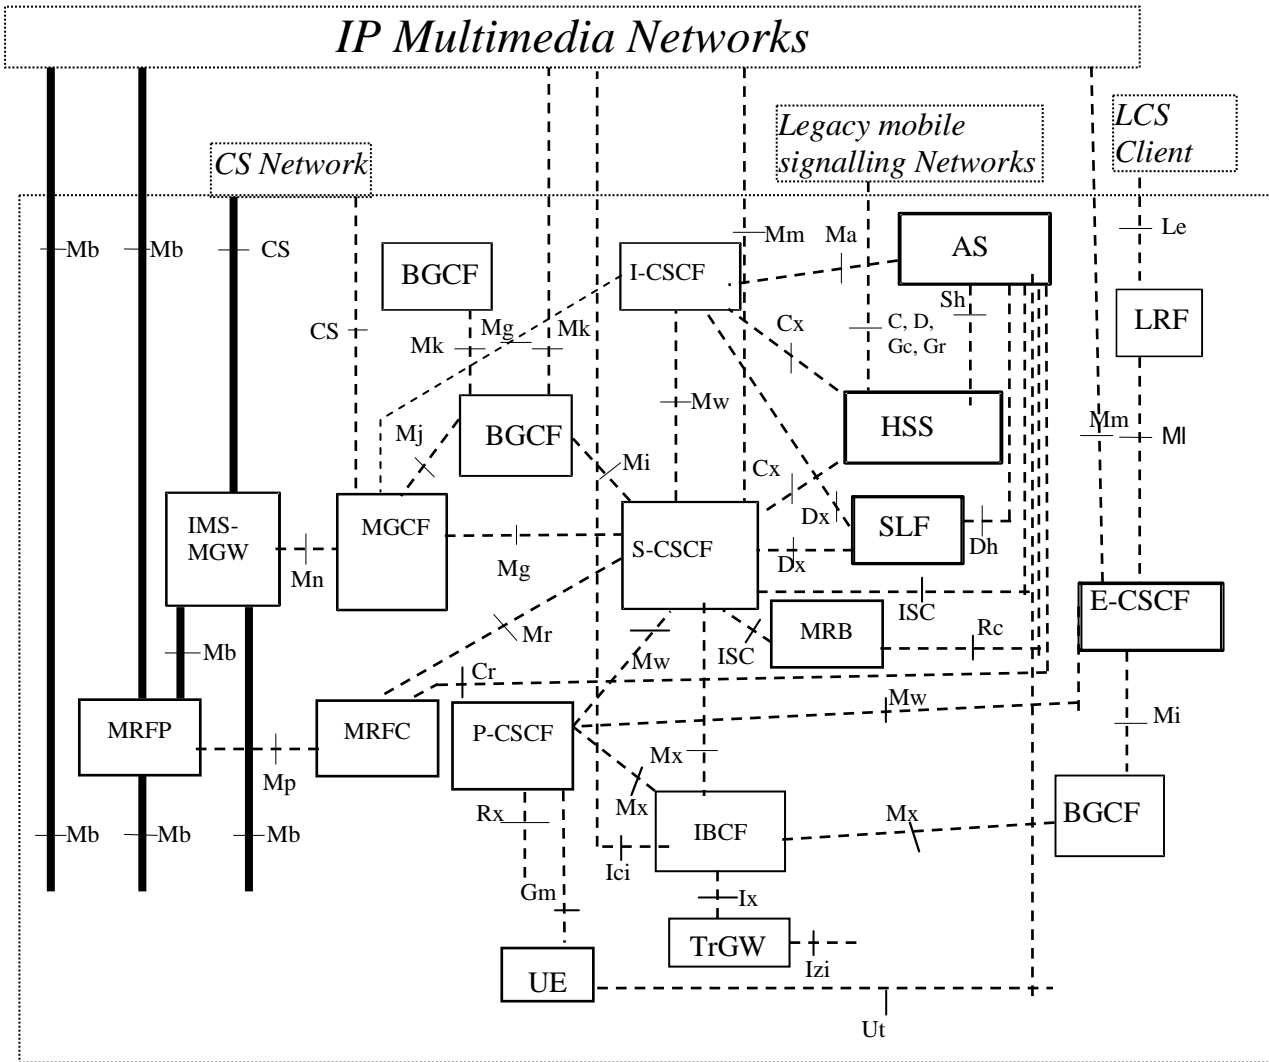 IP Multimedia Networks
CS Network
Legacy mobile
signalling Networks
LCS
Client
Mb
Mb
CS
BGCF
I-CSCF
Mm
Ma
AS
Le
CS
Mk
Mg
Mk
Cx
Sh
C, D,
Gc, Gr
LRF
Mj
BGCF
Mi
Mw
HSS
Mm
Ml
Cx
IMS-
MGW
Mn
MGCF
Mg
S-CSCF
Dx
Dx
SLF
Dh
ISC
E-CSCF
Mb
Mr
Mw
ISC
MRB
Rc
Cr
MRFP
Mp
MRFC
P-CSCF
Mw
Mi
Mx
Mb
Mb
Mb
Rx
Mx
IBCF
Mx
BGCF
Ici
Gm
Ix
TrGW
Izi
UE
Ut